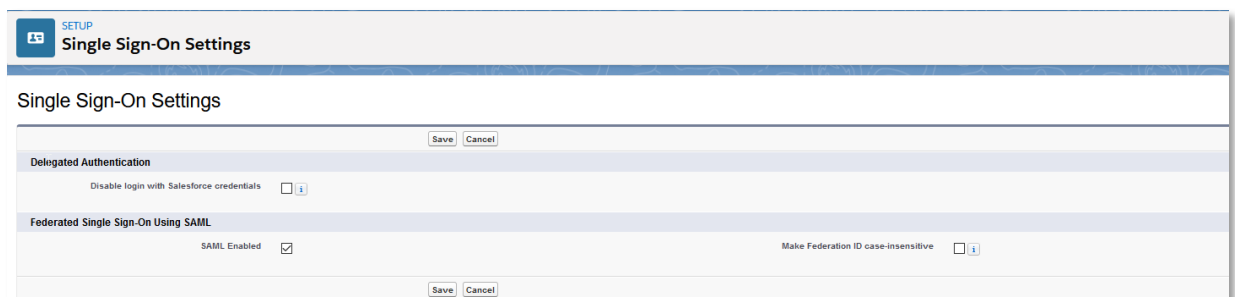 SETUP
Single Sign-On Settings
Single Sign-On Settings
Save Cancel
Delegated Authentication
Disable login with Salesforce credentials i
Federated Single Sign-On Using SAML
SAML Enabled Make Federation ID case-insensitive i
Save Cancel